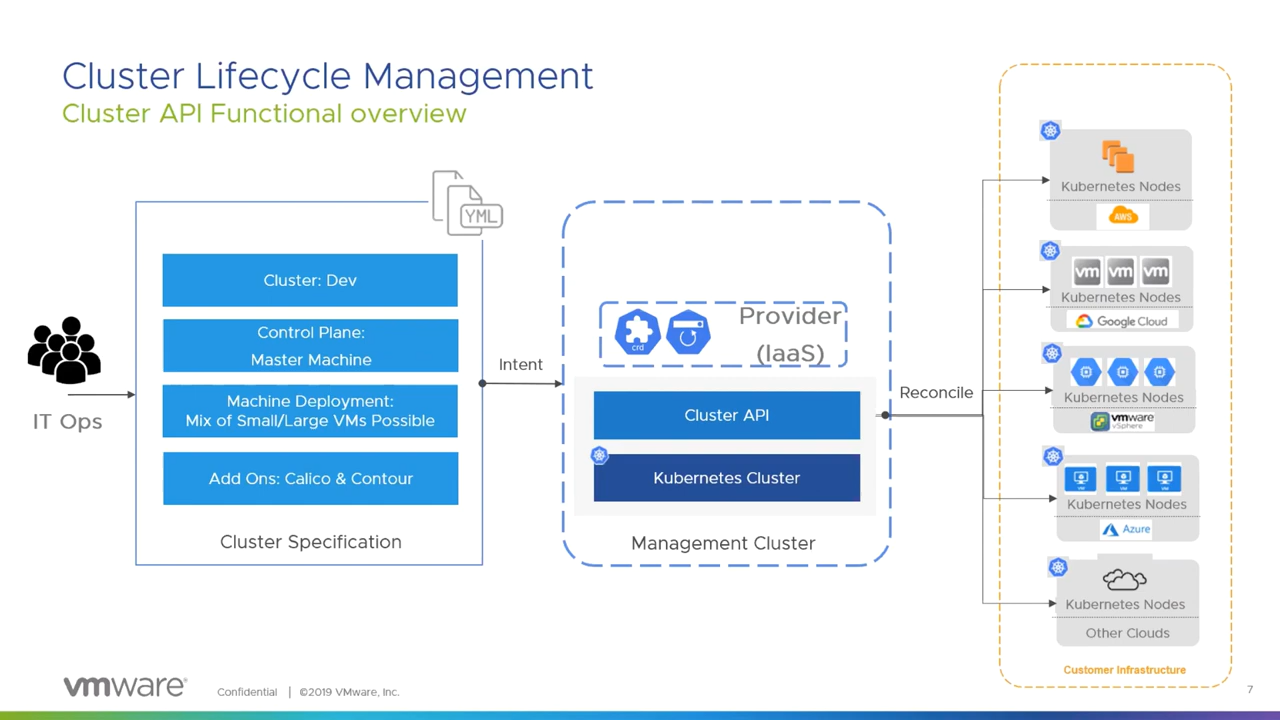 Cluster Lifecycle Management
Cluster API Functional overview
YML
Cluster: Dev
Control Plane:
Master Machine
Machine Deployment:
Mix of Small/Large VMs Possible
Add Ons: Calico & Contour
Cluster Specification
IT Ops
Intent
Provider
(IaaS)
crd
Cluster API
Kubernetes Cluster
Management Cluster
Reconcile
Kubernetes Nodes
AWS
vm vm vm
Kubernetes Nodes
Google Cloud
Kubernetes Nodes
vmware
vSphere
VM VM VM
Kubernetes Nodes
Azure
Kubernetes Nodes
Other Clouds
Customer Infrastructure
vmware®
Confidential | ©2019 VMware, Inc.
7